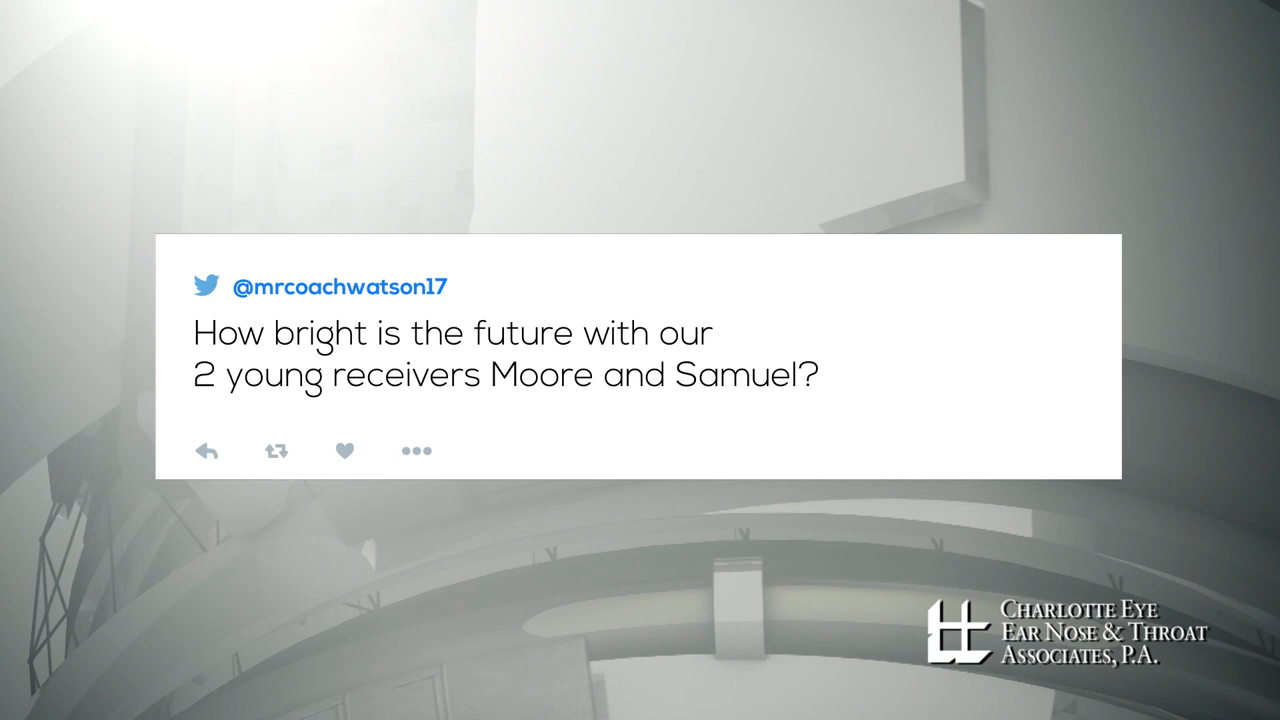 @mrcoachwatson17
How bright is the future with our
2 young receivers Moore and Samuel?
CHARLOTTE EYE
EAR NOSE & THROAT
ASSOCIATES, P.A.